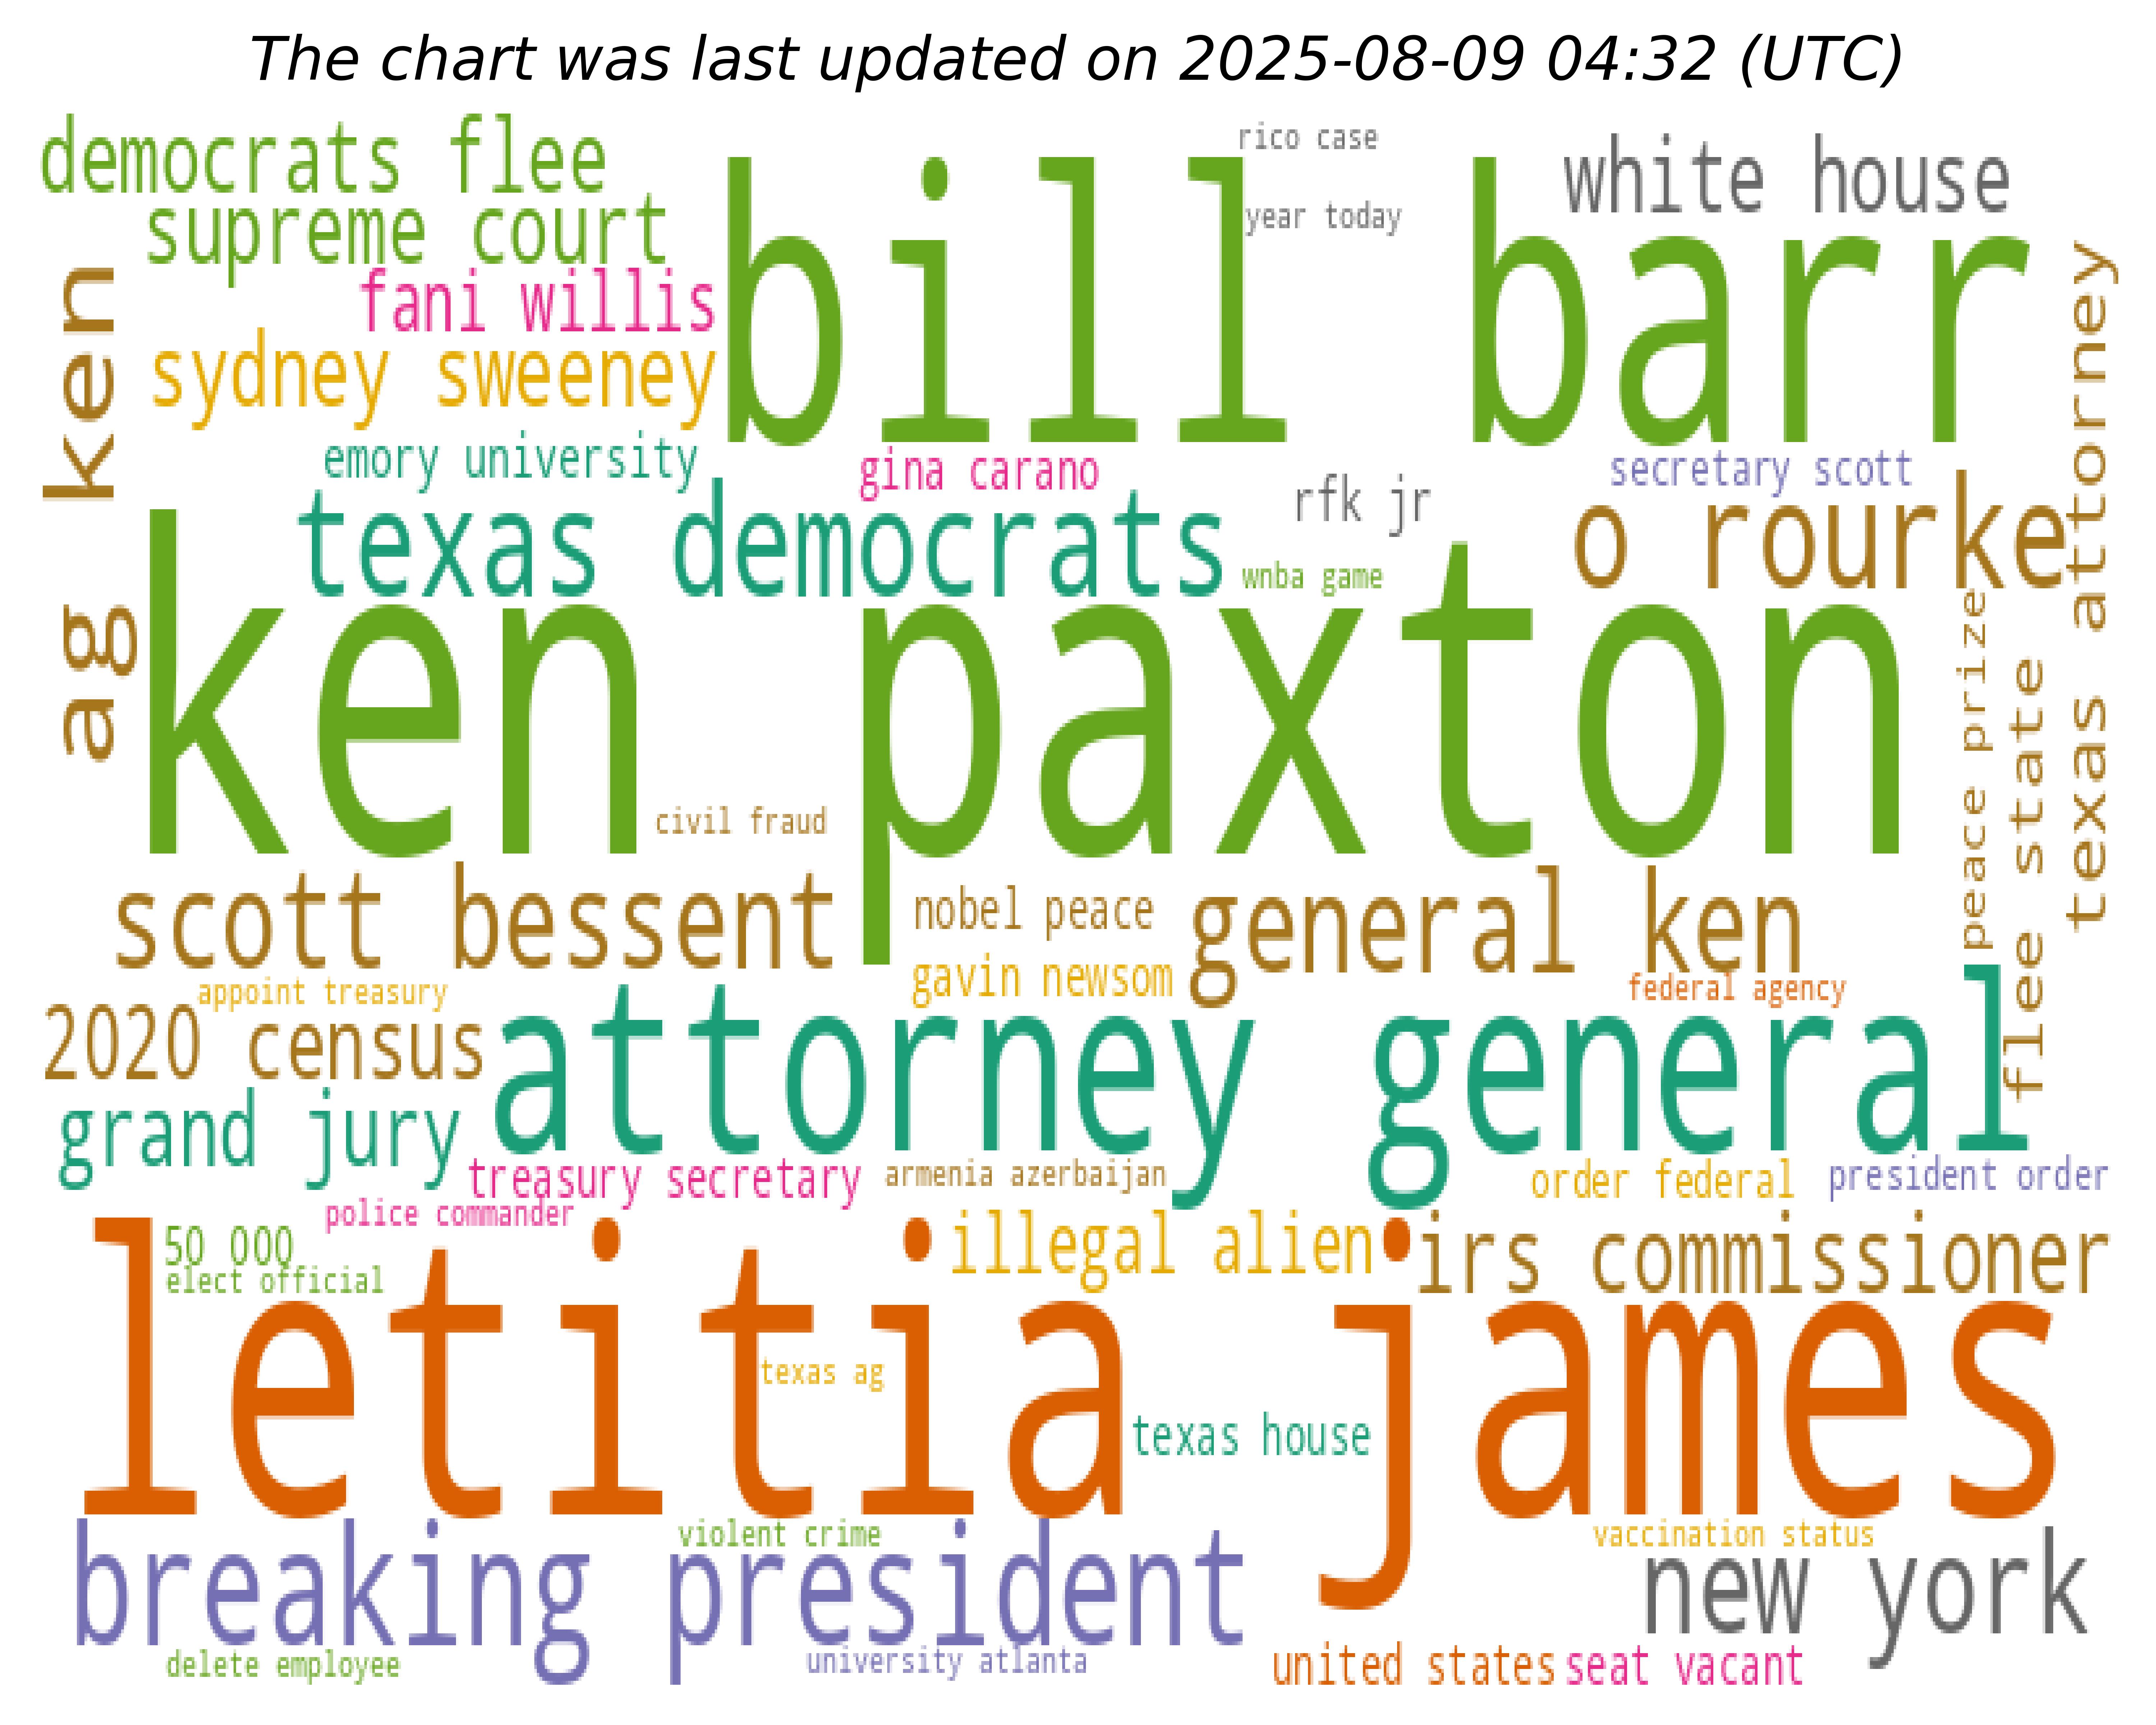 The chart was last updated on 2025-08-09 04:32 (UTC)
democrats flee
rico case
white house
supreme court
year today
bill barr
fani willis
sydney sweeney
ag ken
texas attorney
emory university
gina carano
secretary scott
rfk jr
texas democrats
o rourke
wnba game
ken paxton
peace prize
flee state
civil fraud
scott bessent
nobel peace
general ken
gavin newsom
appoint treasury
federal agency
2020 census
attorney general
grand jury
treasury secretary
armenia azerbaijan
order federal
president order
police commander
50 000
illegal alien
irs commissioner
elect official
letitia james
texas ag
texas house
violent crime
vaccination status
breaking president
new york
delete employee
university atlanta
united states
seat vacant